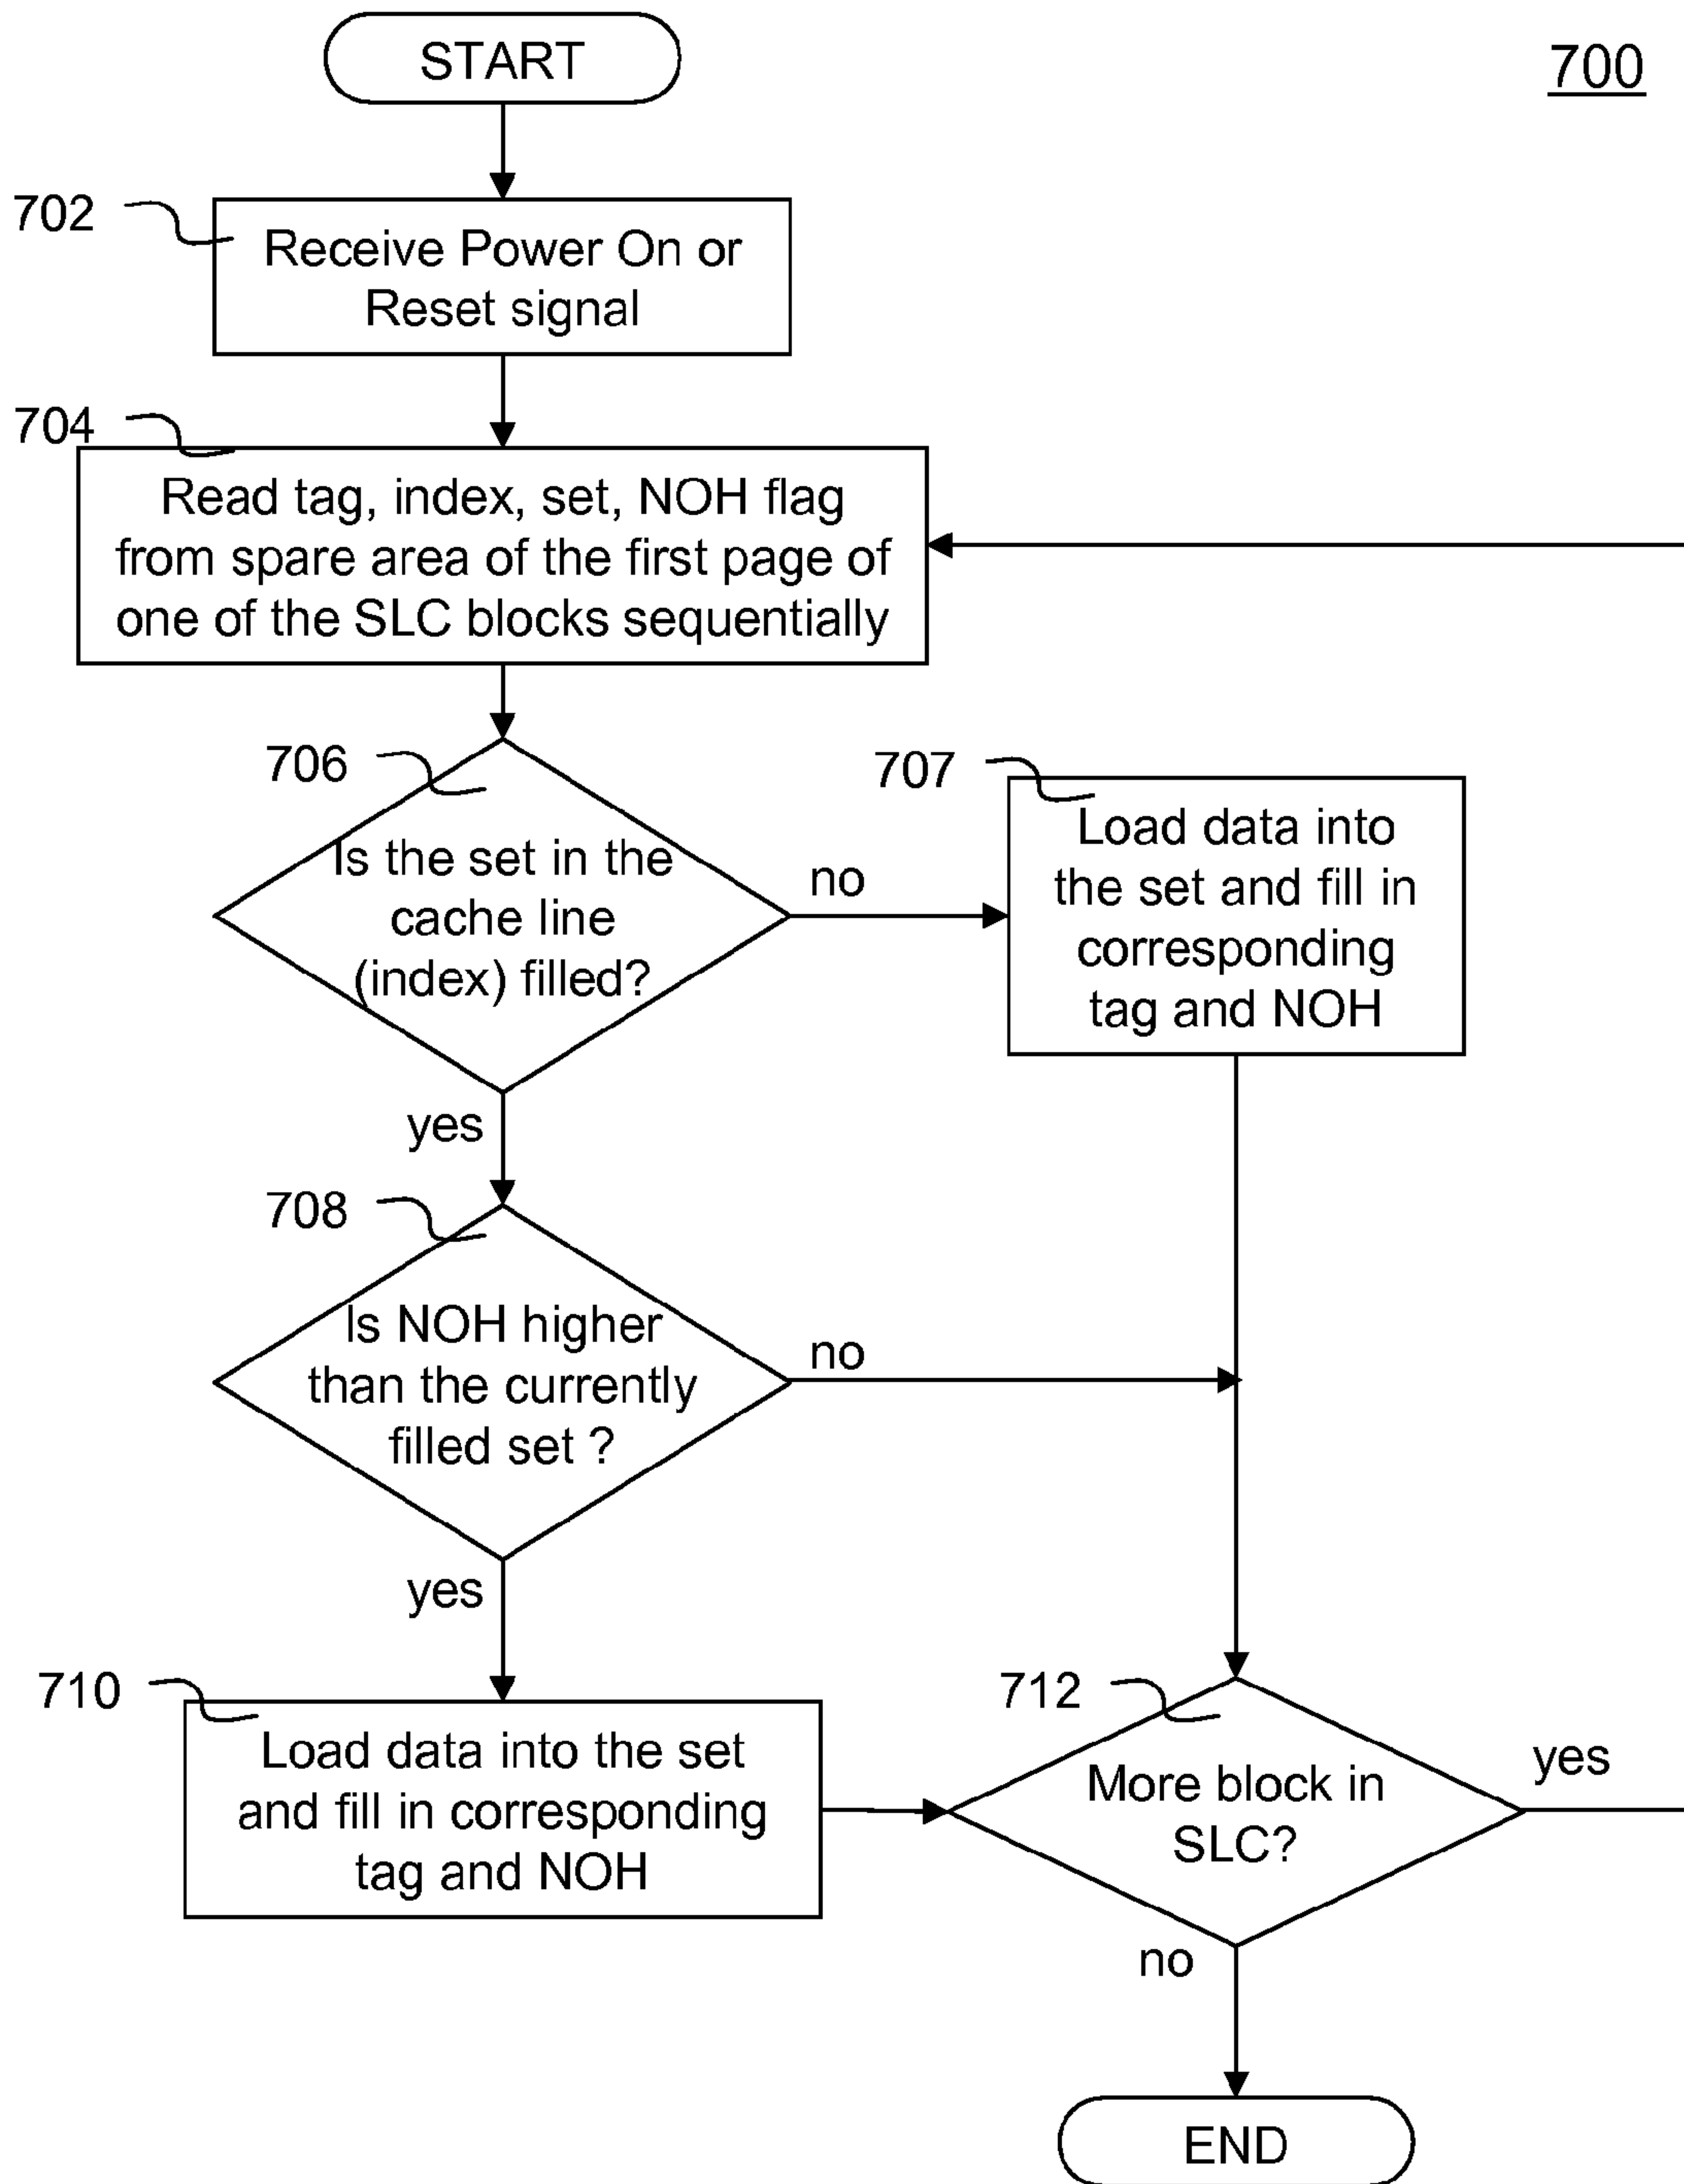 START
700
702
Receive Power On or
Reset signal
704
Read tag, index, set, NOH flag
from spare area of the first page of
one of the SLC blocks sequentially
706
Is the set in the
cache line
(index) filled?
no
707
Load data into
the set and fill in
corresponding
tag and NOH
yes
708
Is NOH higher
than the currently
filled set ?
no
yes
710
Load data into the set
and fill in corresponding
tag and NOH
712
More block in
SLC?
yes
no
END